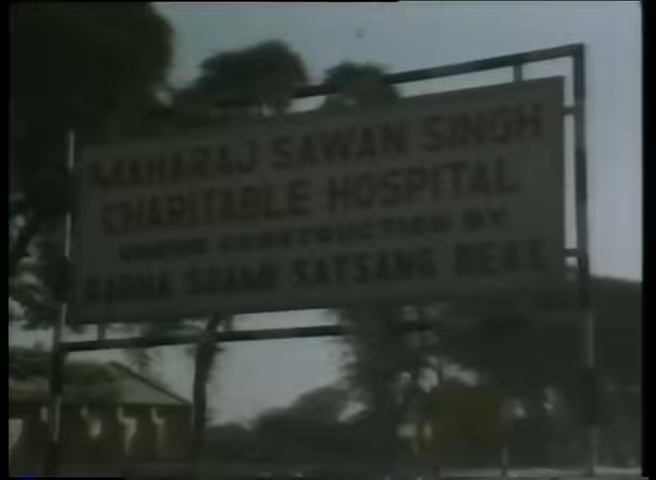 MAHARAJ SAWAN SINGH
CHARITABLE HOSPITAL
UNDER CONSTRUCTION BY
RADHA SOAMI SATSANG BEAS